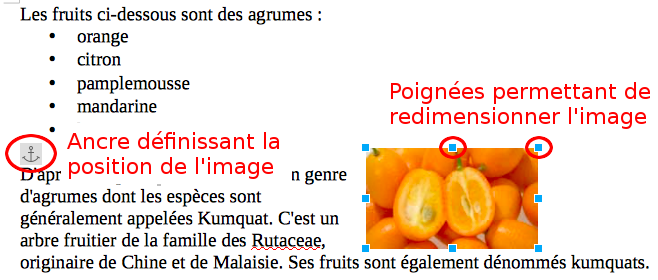 Les fruits ci-dessous sont des agrumes :
• orange
• citron
• pamplemousse
• mandarine
•
Poignées permettant de
redimensionner l'image
Ancre définissant la
position de l'image
D'apr n genre
d'agrumes dont les espèces sont
généralement appelées Kumquat. C'est un
arbre fruitier de la famille des Rutaceae,
originaire de Chine et de Malaisie. Ses fruits sont également dénommés kumquats.